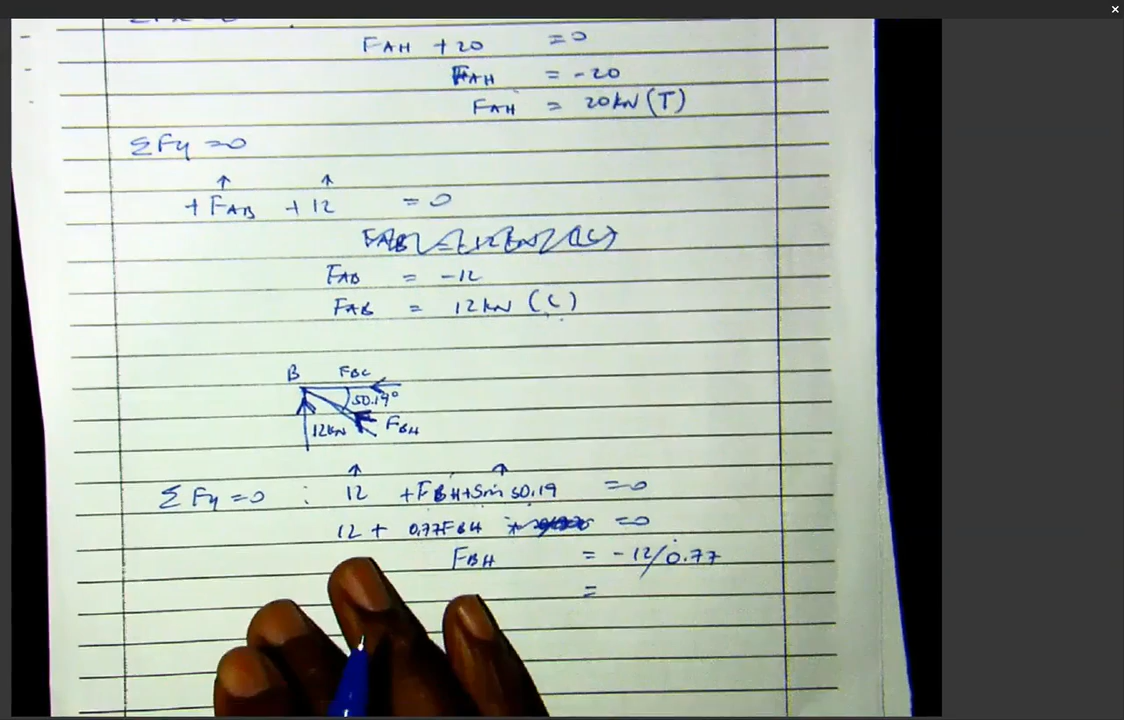 FAH +20 =0
FAH = -20
FAH = 20kN (T)
ΣFy =0
↑ ↑
+FAB +12 =0
FAB = -12
FAB = 12kN (C)
B FBC
50.19°
12kN FBH
↑ ↑
ΣFy =0 : 12 +FBH+Sin 50.19 =0
12 + 0.77FBH =0
FBH = -12/0.77
=